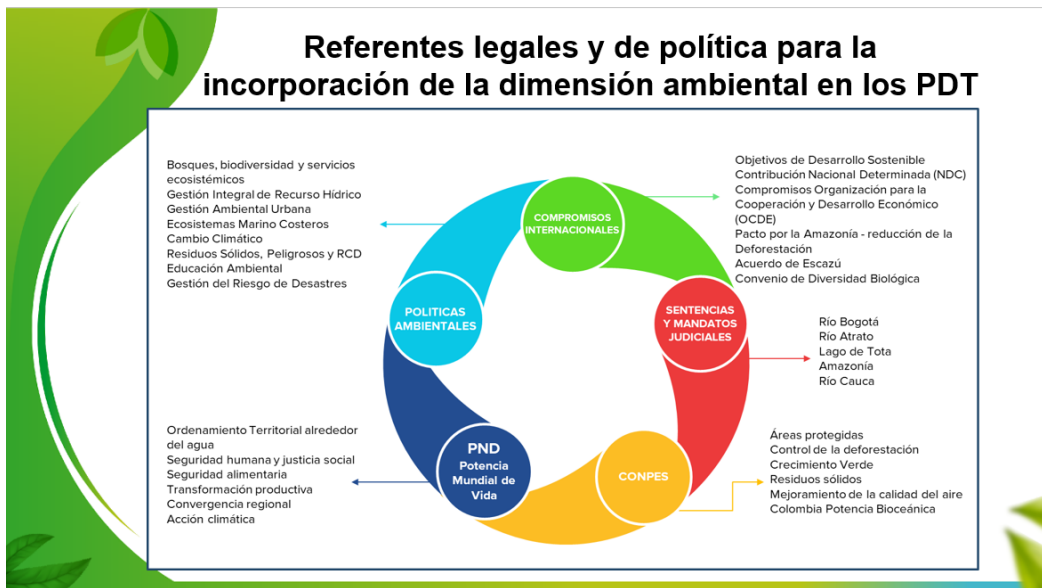 Referentes legales y de política para la
incorporación de la dimensión ambiental en los PDT
Bosques, biodiversidad y servicios
ecosistémicos
Gestión Integral de Recurso Hídrico
Gestión Ambiental Urbana
Ecosistemas Marino Costeros
Cambio Climático
Residuos Sólidos, Peligrosos y RCD
Educación Ambiental
Gestión del Riesgo de Desastres
COMPROMISOS
INTERNACIONALES
Objetivos de Desarrollo Sostenible
Contribución Nacional Determinada (NDC)
Compromisos Organización para la
Cooperación y Desarrollo Económico
(OCDE)
Pacto por la Amazonía - reducción de la
Deforestación
Acuerdo de Escazú
Convenio de Diversidad Biológica
POLITICAS
AMBIENTALES
SENTENCIAS
Y MANDATOS
JUDICIALES
Río Bogotá
Río Atrato
Lago de Tota
Amazonía
Río Cauca
Ordenamiento Territorial alrededor
del agua
Seguridad humana y justicia social
Seguridad alimentaria
Transformación productiva
Convergencia regional
Acción climática
PND
Potencia
Mundial de
Vida
CONPES
Áreas protegidas
Control de la deforestación
Crecimiento Verde
Residuos sólidos
Mejoramiento de la calidad del aire
Colombia Potencia Bioceánica